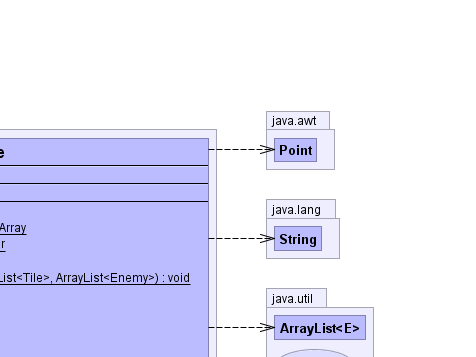 java.awt
Point
java.lang
Array
String
List<Tile>, ArrayList<Enemy>) : void
java.util
ArrayList<E>